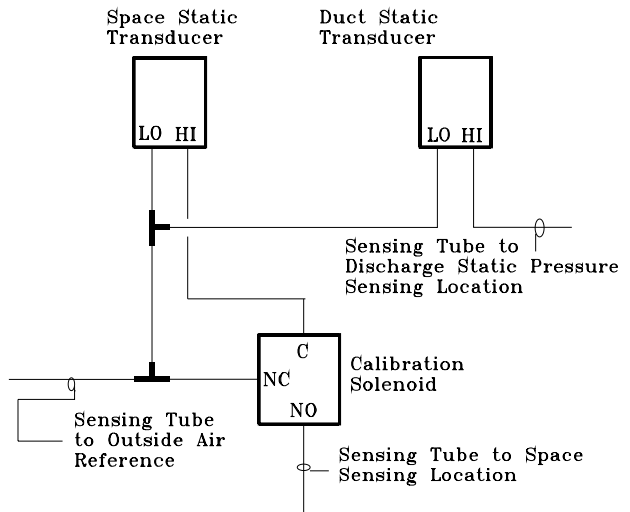 Space Static
Transducer
Duct Static
Transducer
LO HI
LO HI
Sensing Tube to
Discharge Static Pressure
Sensing Location
C
NC
NO
Calibration
Solenoid
Sensing Tube
to Outside Air
Reference
Sensing Tube to Space
Sensing Location